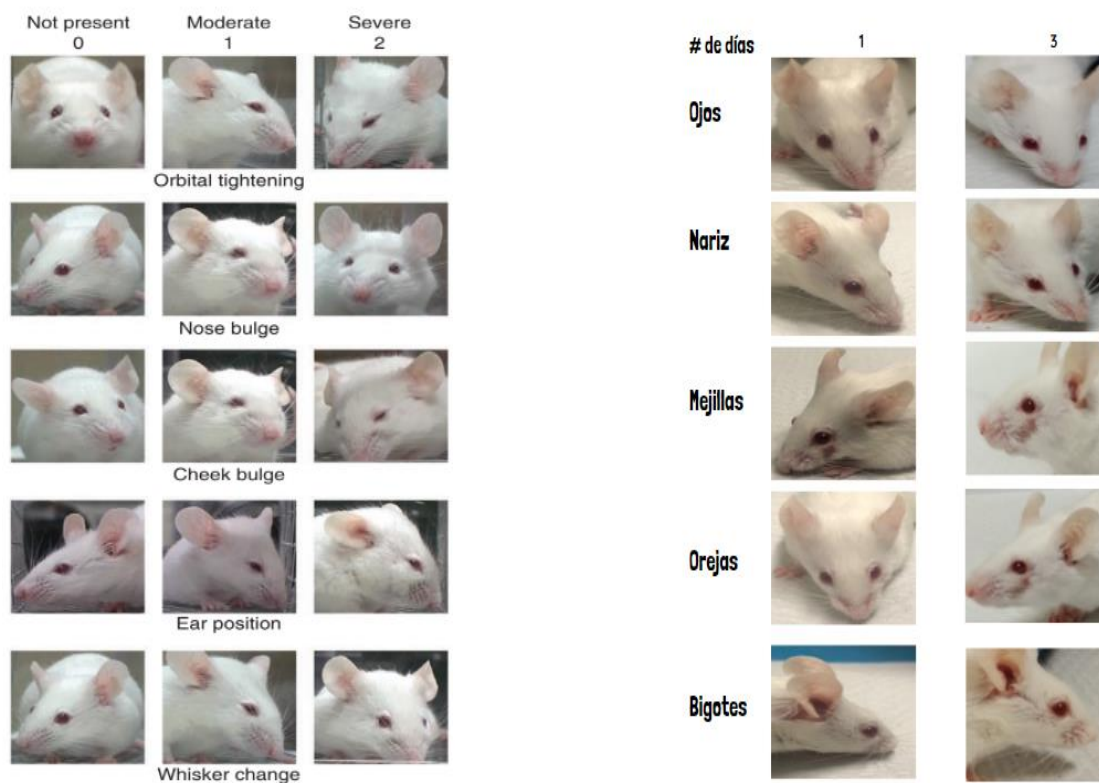 Not present Moderate Severe
0 1 2
Orbital tightening
Nose bulge
Cheek bulge
Ear position
Whisker change
# de días 1 3
Ojos
Nariz
Mejillas
Orejas
Bigotes